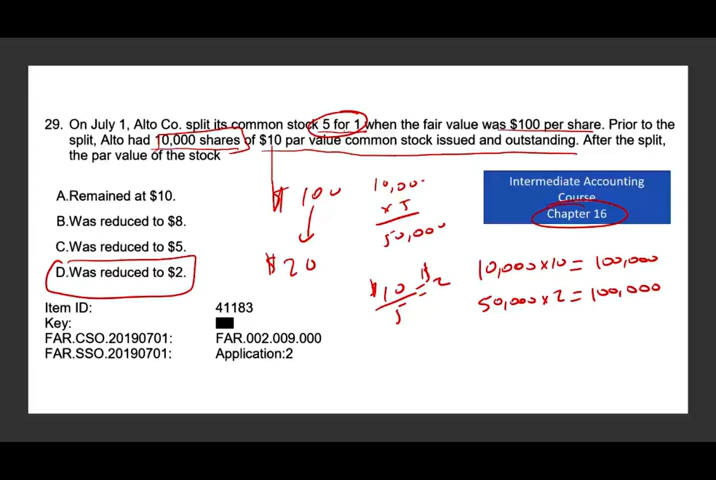 29. On July 1, Alto Co. split its common stock 5 for 1 when the fair value was $100 per share. Prior to the
split, Alto had 10,000 shares of $10 par value common stock issued and outstanding. After the split,
the par value of the stock
A. Remained at $10.
B. Was reduced to $8.
C. Was reduced to $5.
D. Was reduced to $2.
Item ID: 41183
Key:
FAR.CSO.20190701: FAR.002.009.000
FAR.SSO.20190701: Application:2
$100
$20
10,000
x 5
50,000
$10 = $2
5
Intermediate Accounting
Course
Chapter 16
10,000 x 10 = 100,000
50,000 x 2 = 100,000